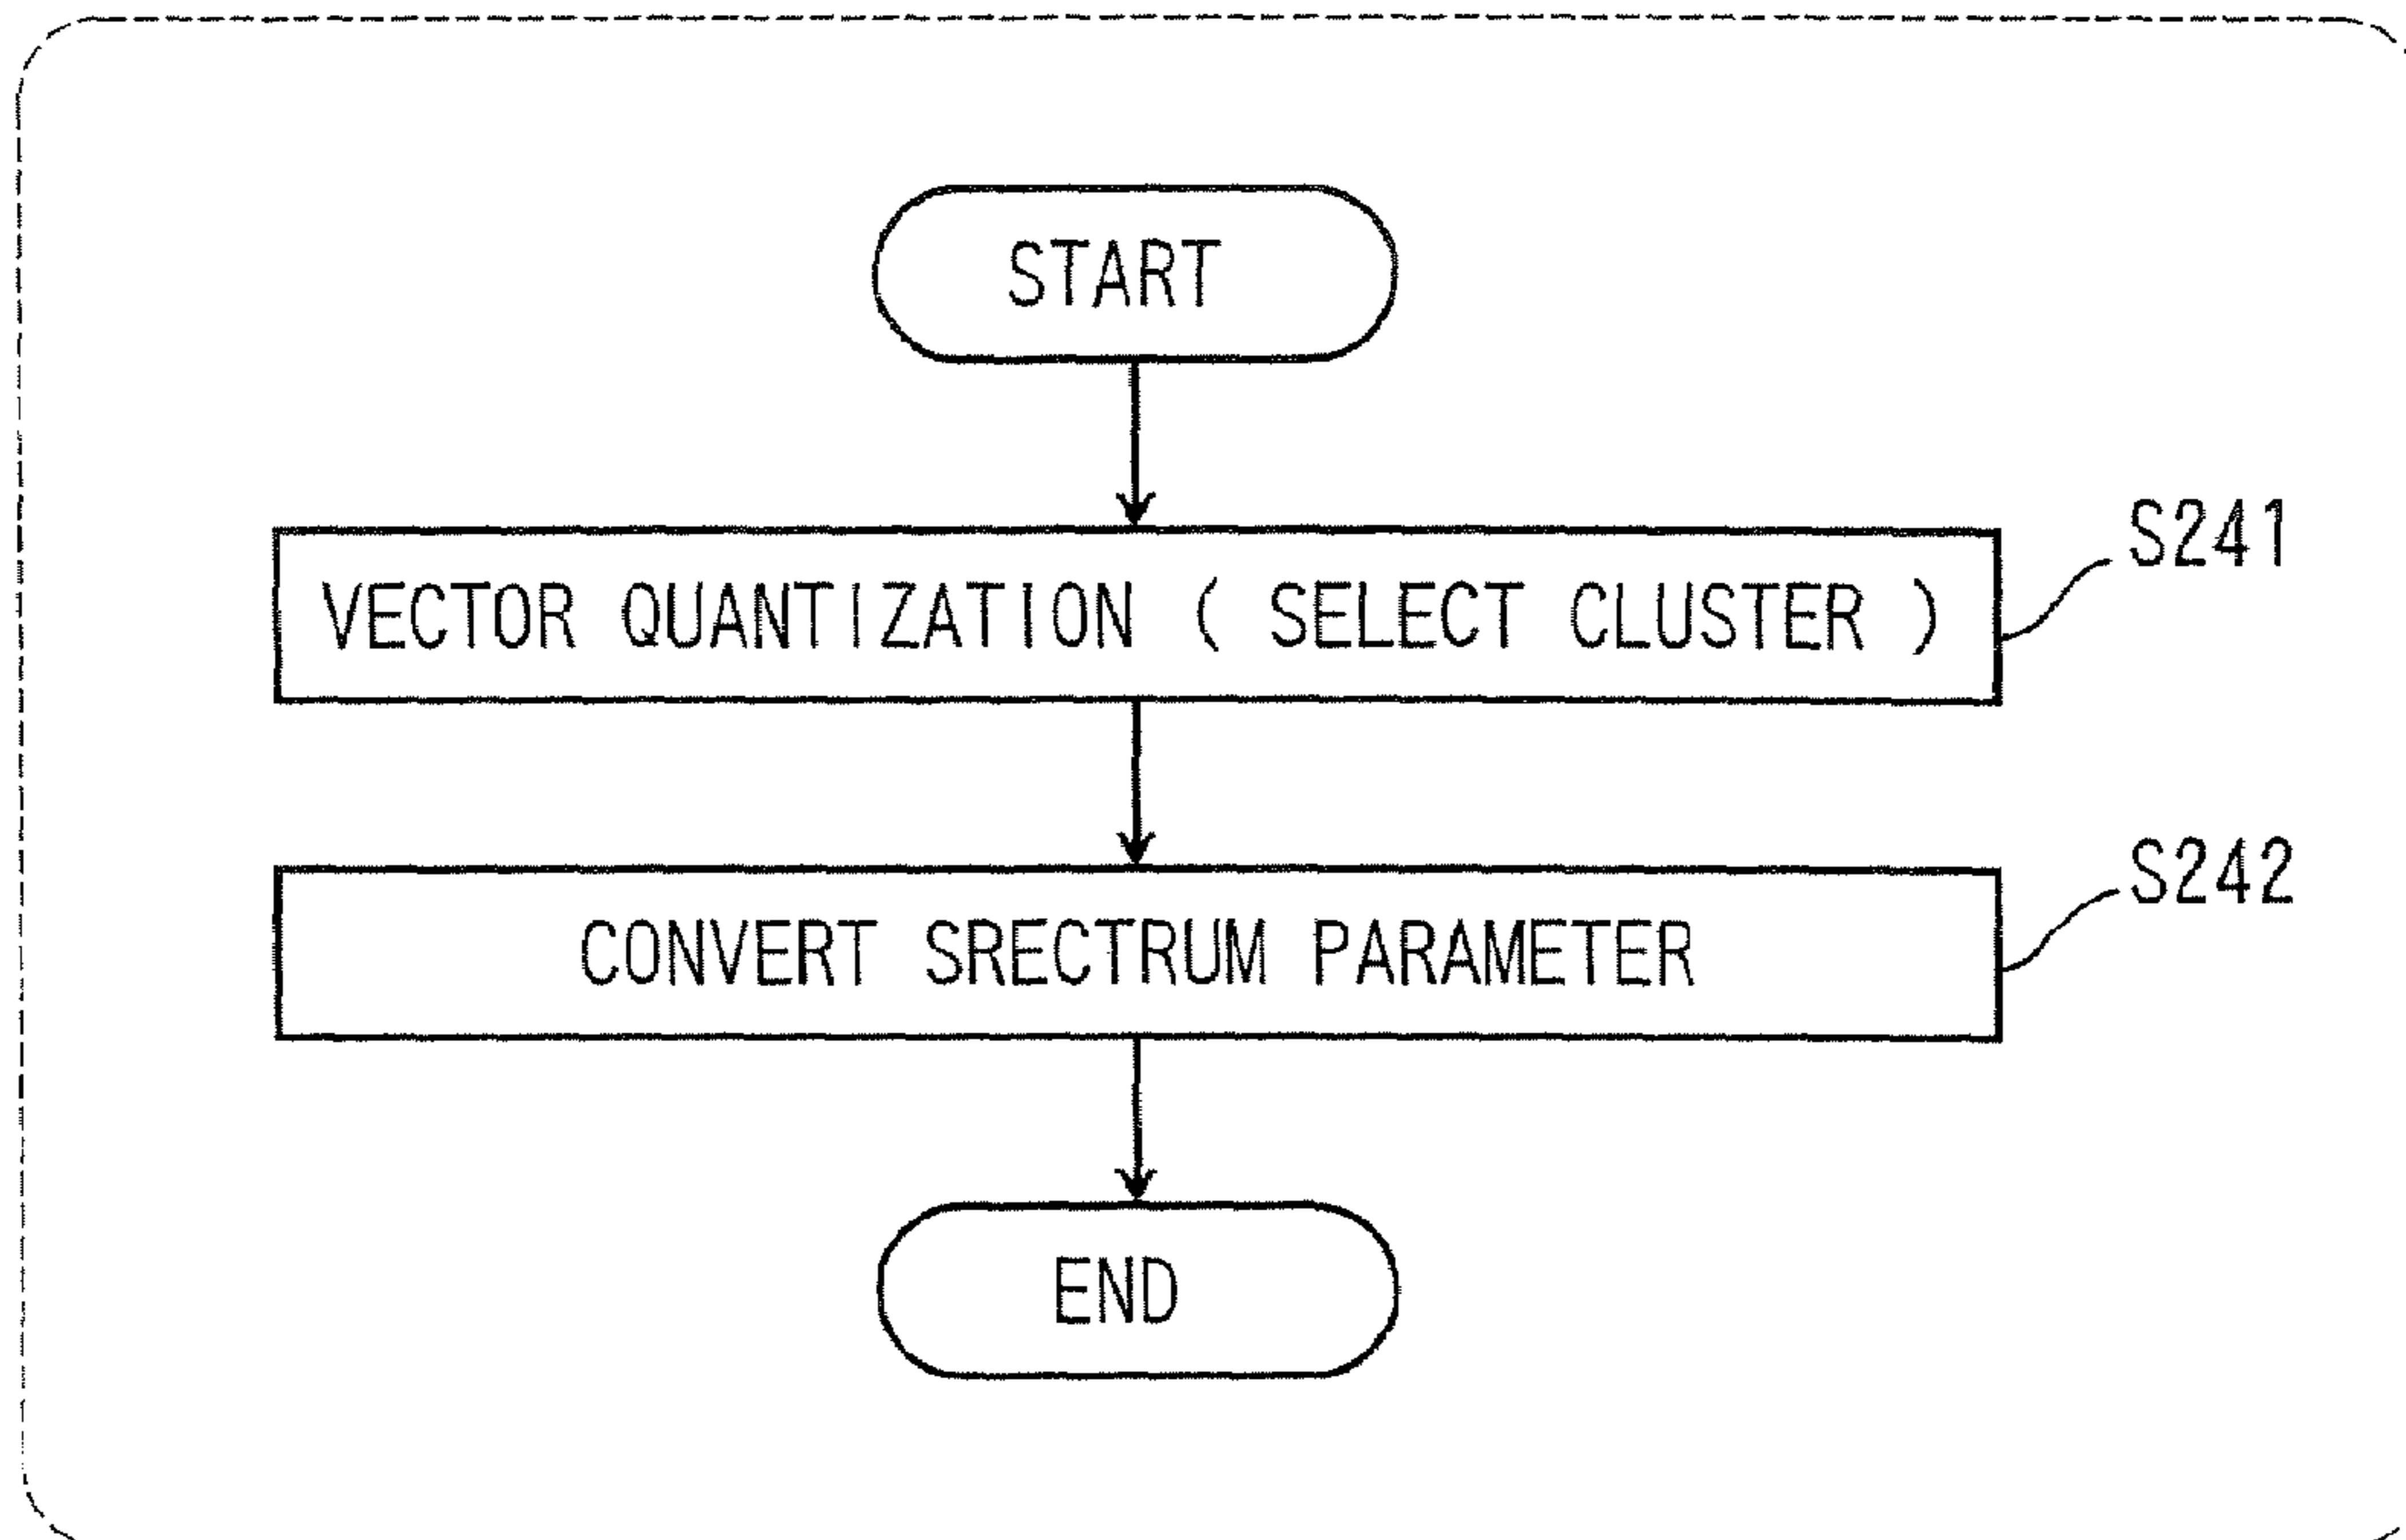 START
VECTOR QUANTIZATION ( SELECT CLUSTER )
S241
CONVERT SRECTRUM PARAMETER
S242
END